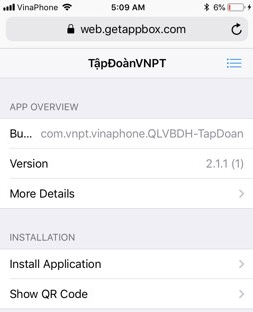 VinaPhone 5:09 AM 6%
web.getappbox.com
TậpĐoànVNPT
APP OVERVIEW
Bu... com.vnpt.vinaphone.QLVBDH-TapDoan
Version 2.1.1 (1)
More Details
INSTALLATION
Install Application
Show QR Code